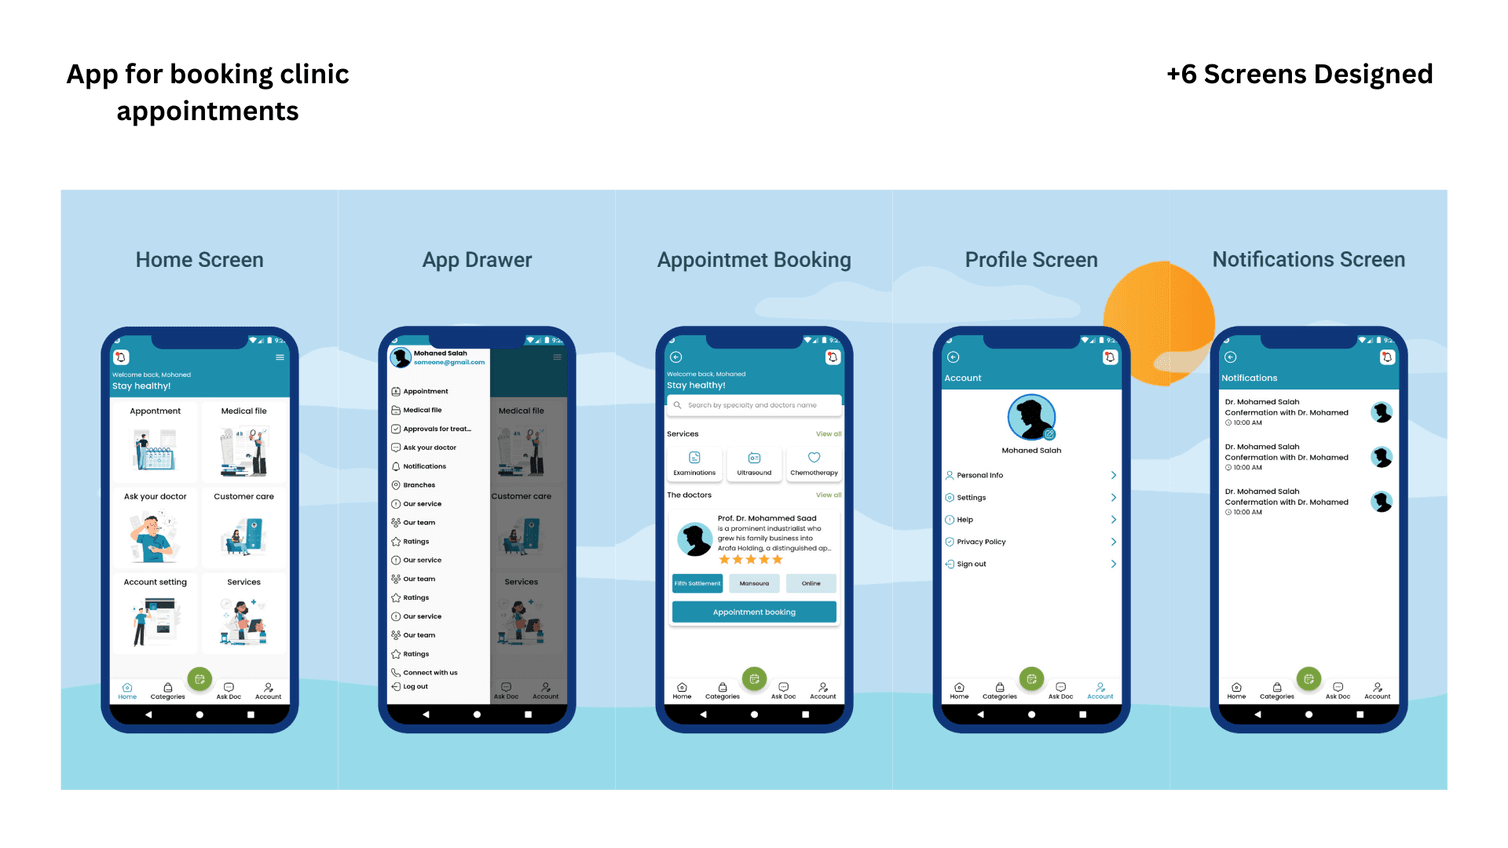 App for booking clinic
appointments
+6 Screens Designed
Home Screen
Welcome back, Mohaned
Stay healthy!
Appontment
Medical file
Ask your doctor
Customer care
Account setting
Services
Home
Categories
Ask Doc
Account
App Drawer
Mohaned Salah
someone@gmail.com
Appointment
Medical file
Approvals for treat...
Ask your doctor
Notifications
Branches
Our service
Our team
Ratings
Our service
Our team
Ratings
Our service
Our team
Ratings
Connect with us
Log out
Medical file
Customer care
Services
Ask Doc
Account
Appointmet Booking
Welcome back, Mohaned
Stay healthy!
Search by specialty and doctors name
Services
View all
Examinations
Ultrasound
Chemotherapy
The doctors
View all
Prof. Dr. Mohammed Saad
is a prominent industrialist who
grew his family business into
Arafa Holding, a distinguished ap...
Fifth Sattlement
Mansoura
Online
Appointment booking
Home
Categories
Ask Doc
Account
Profile Screen
Account
Mohaned Salah
Personal Info
Settings
Help
Privacy Policy
Sign out
Home
Categories
Ask Doc
Account
Notifications Screen
Notifications
Dr. Mohamed Salah
Confermation with Dr. Mohamed
10:00 AM
Dr. Mohamed Salah
Confermation with Dr. Mohamed
10:00 AM
Dr. Mohamed Salah
Confermation with Dr. Mohamed
10:00 AM
Home
Categories
Ask Doc
Account